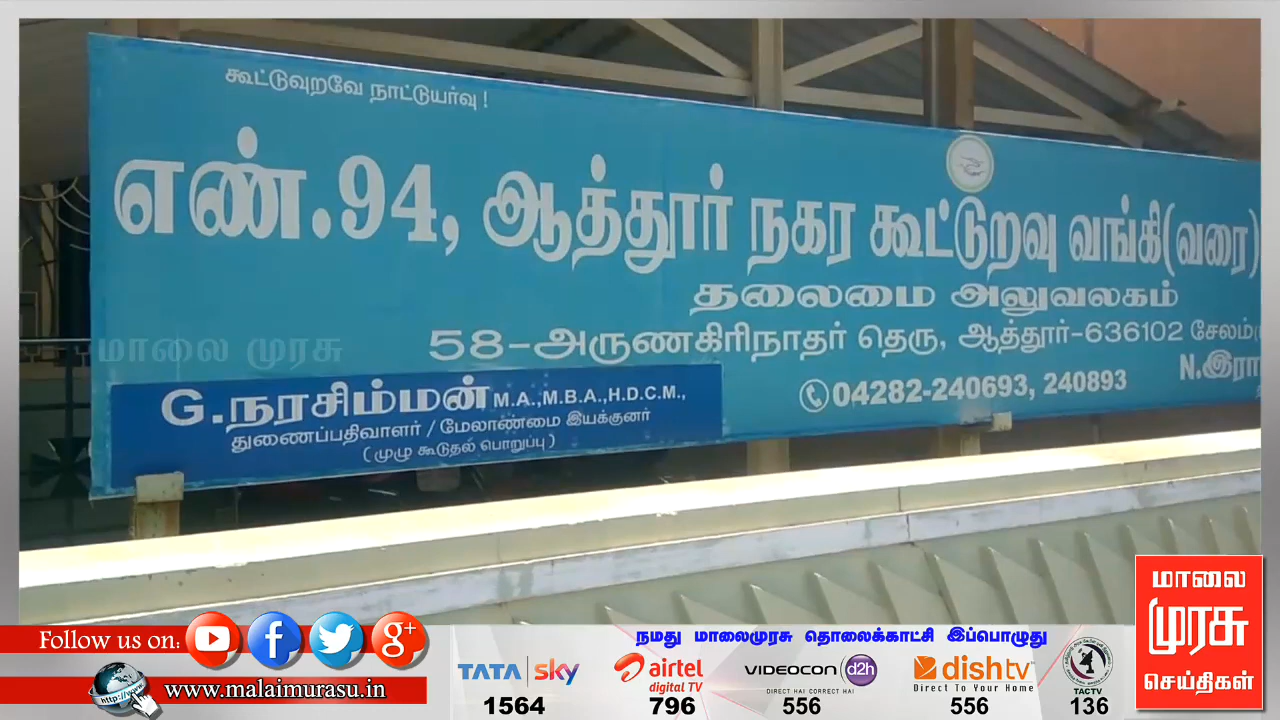 கூட்டுவுறவே நாட்டுயர்வு !
எண்.94, ஆத்தூர் நகர கூட்டுறவு வங்கி(வரை)
தலைமை அலுவலகம்
58-அருணகிரிநாதர் தெரு, ஆத்தூர்-636102 சேலம்
04282-240693, 240893
மாலை முரசு
G.நரசிம்மன் M.A.,M.B.A.,H.D.C.M.,
துணைப்பதிவாளர் / மேலாண்மை இயக்குனர்
( முழு கூடுதல் பொறுப்பு )
மாலை
முரசு
செய்திகள்
Follow us on:
g+
http://www
www.malaimurasu.in
நமது மாலைமுரசு தொலைக்காட்சி இப்பொழுது
TATA sky
1564
airtel
digital TV
796
VIDEOCON d2h
DIRECT HAI CORRECT HAI
556
dishtv
Direct To Your Home
556
TACTV
136